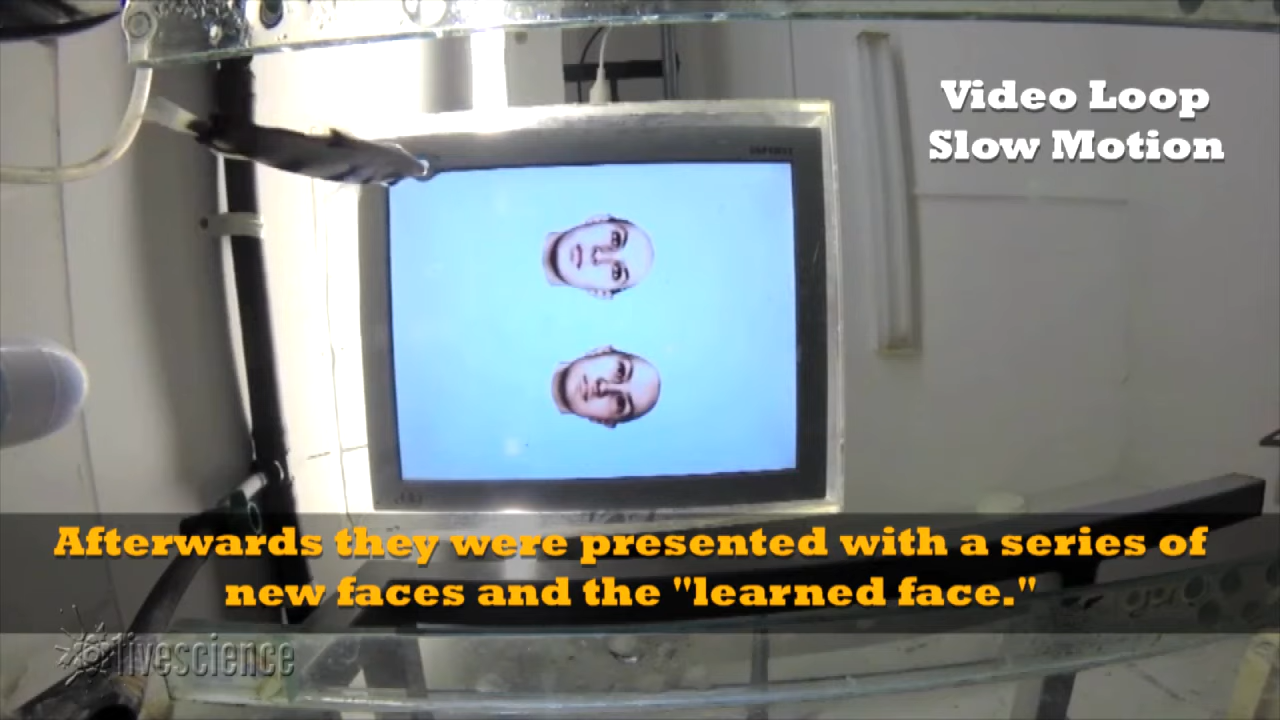 Video Loop
Slow Motion
Afterwards they were presented with a series of
new faces and the "learned face."
livescience